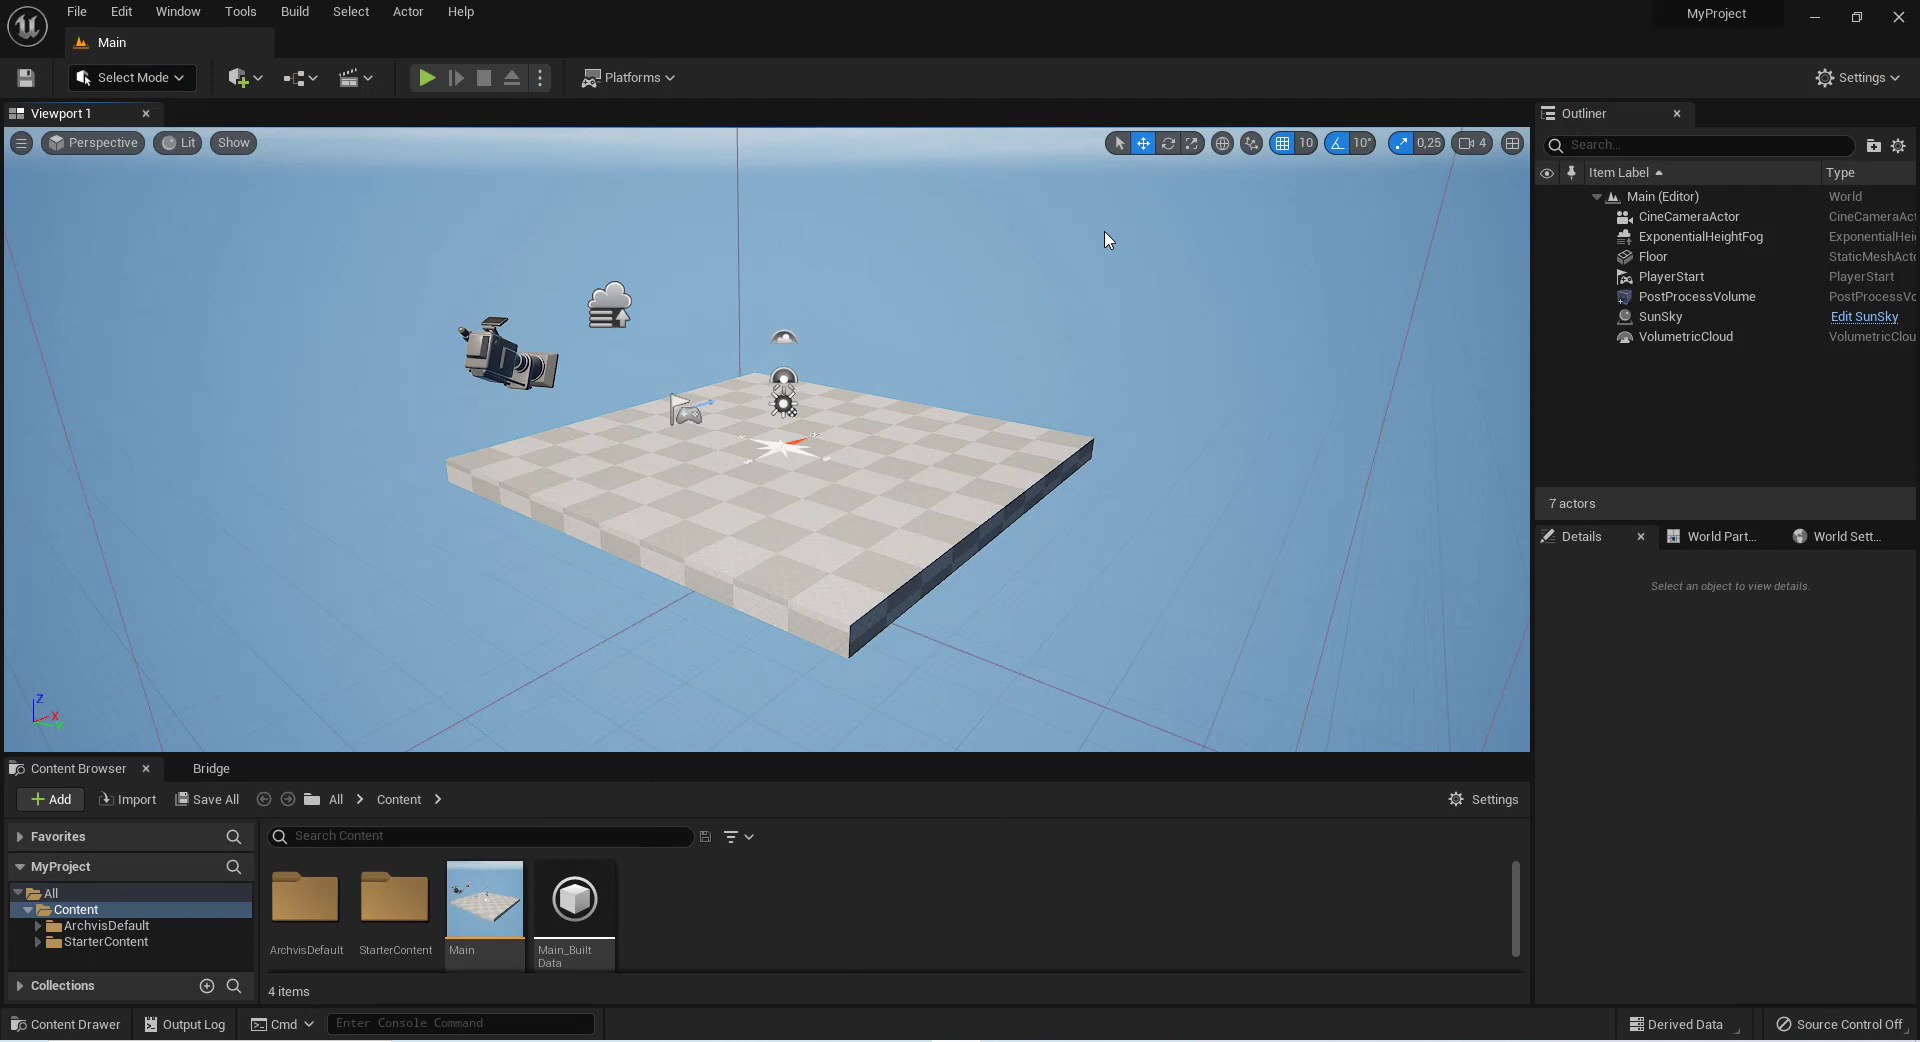 File Edit Window Tools Build Select Actor Help
MyProject
Main
Select Mode
Platforms
Settings
Viewport 1
Perspective
Lit
Show
10
10°
0,25
4
Outliner
Search...
Item Label
Type
Main (Editor)
World
CineCameraActor
CineCameraAct
ExponentialHeightFog
ExponentialHei
Floor
StaticMeshActo
PlayerStart
PlayerStart
PostProcessVolume
PostProcessVo
SunSky
Edit SunSky
VolumetricCloud
VolumetricClou
7 actors
Details
World Part...
World Sett...
Select an object to view details.
Z
X
Y
Content Browser
Bridge
Add
Import
Save All
All
Content
Settings
Favorites
Search Content
MyProject
All
Content
ArchvisDefault
StarterContent
Collections
ArchvisDefault
StarterContent
Main
Main_Built
Data
4 items
Content Drawer
Output Log
Cmd
Enter Console Command
Derived Data
Source Control Off